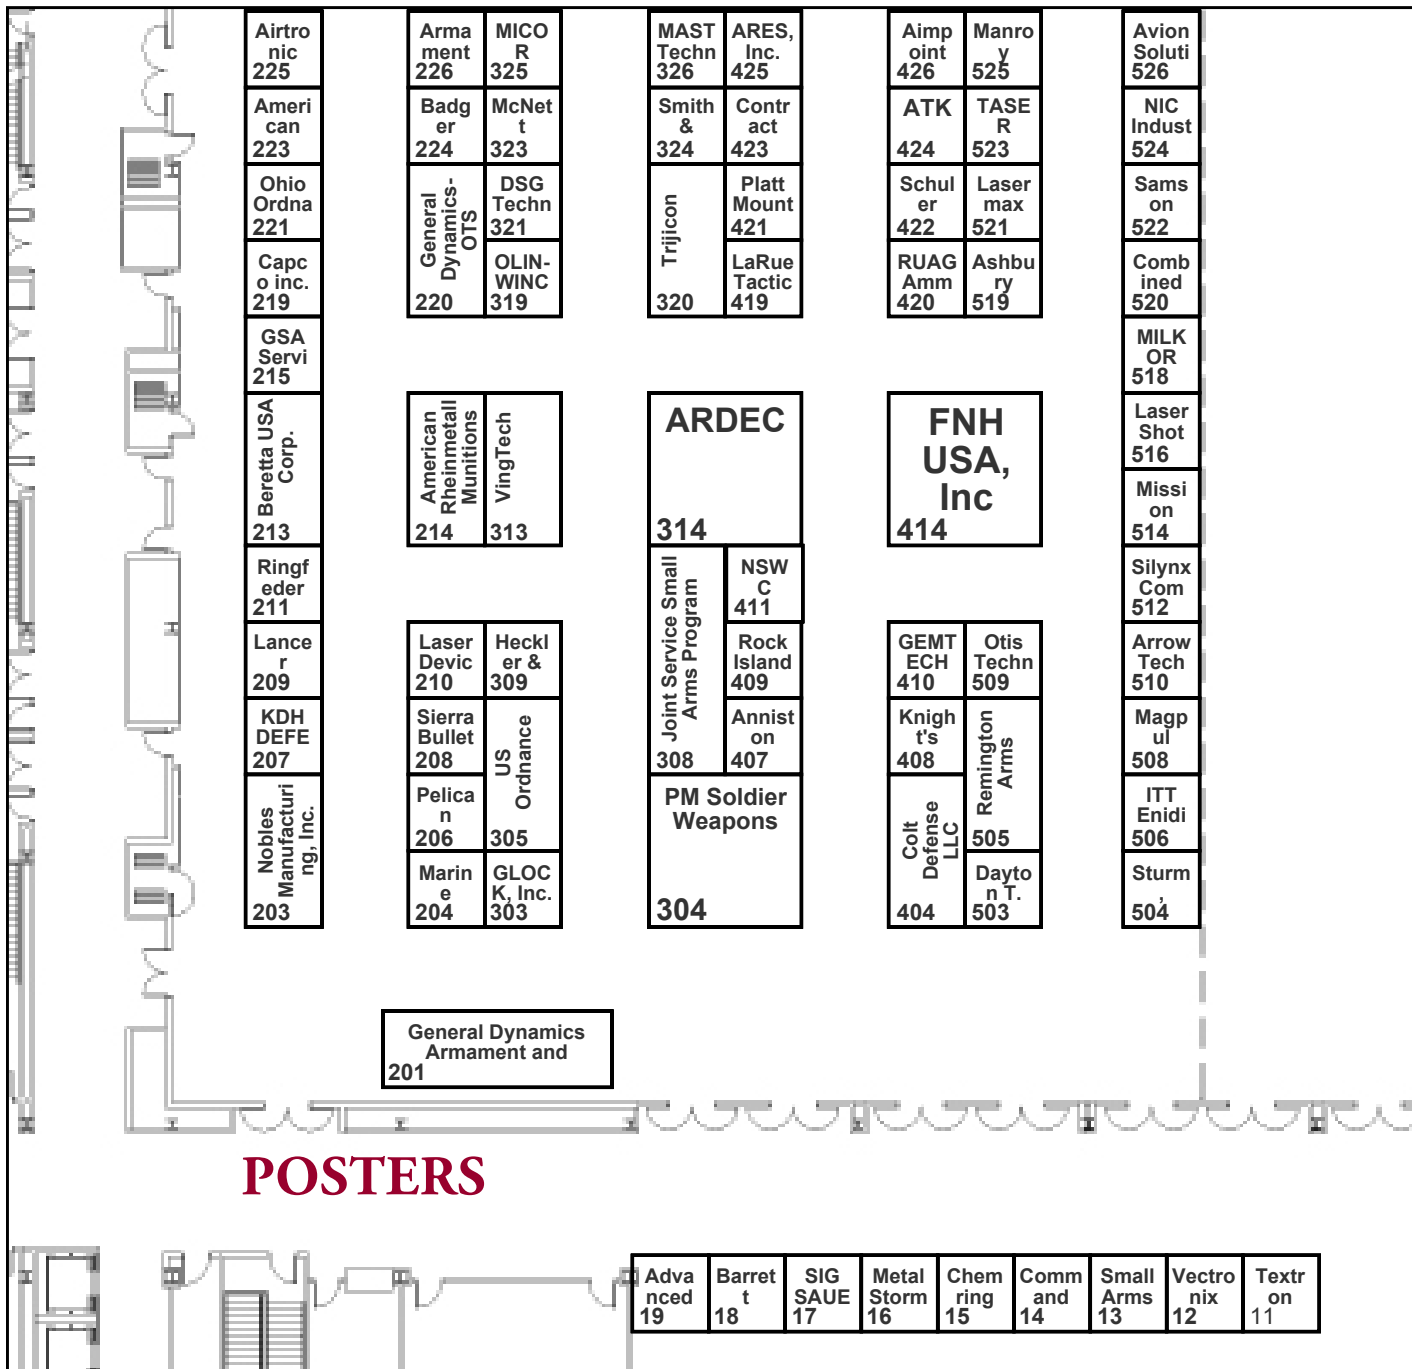 Airtro
nic
225
Arma
ment
226
MICO
R
325
MAST
Techn
326
ARES,
Inc.
425
Aimp
oint
426
Manro
y
525
Avion
Soluti
526
Ameri
can
223
Badg
er
224
McNet
t
323
Smith
&
324
Contr
act
423
ATK
424
TASE
R
523
NIC
Indust
524
Ohio
Ordna
221
General
Dynamics-
OTS
220
DSG
Techn
321
Trijicon
320
Platt
Mount
421
Schul
er
422
Laser
max
521
Sams
on
522
Capc
o inc.
219
OLIN-
WINC
319
LaRue
Tactic
419
RUAG
Amm
420
Ashbu
ry
519
Comb
ined
520
GSA
Servi
215
MILK
OR
518
Beretta USA
Corp.
213
American
Rheinmetall
Munitions
214
VingTech
313
ARDEC
314
FNH
USA,
Inc
414
Laser
Shot
516
Missi
on
514
Ringf
eder
211
Joint Service Small
Arms Program
308
NSW
C
411
Silynx
Com
512
Lance
r
209
Laser
Devic
210
Heckl
er &
309
Rock
Island
409
GEMT
ECH
410
Otis
Techn
509
Arrow
Tech
510
KDH
DEFE
207
Sierra
Bullet
208
US
Ordnance
305
Annist
on
407
Knigh
t's
408
Remington
Arms
505
Magp
ul
508
Nobles
Manufacturi
ng, Inc.
203
Pelica
n
206
PM Soldier
Weapons
304
Colt
Defense
LLC
404
ITT
Enidi
506
Marin
e
204
GLOC
K, Inc.
303
Dayto
n T.
503
Sturm
,
504
General Dynamics
Armament and
201
POSTERS
Adva
nced
19
Barret
t
18
SIG
SAUE
17
Metal
Storm
16
Chem
ring
15
Comm
and
14
Small
Arms
13
Vectro
nix
12
Textr
on
11